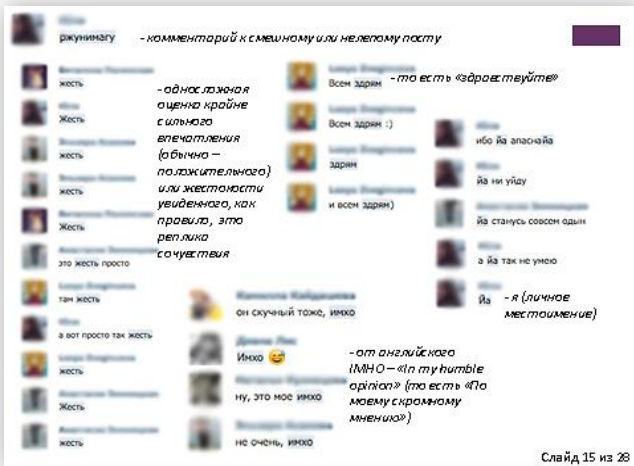 ржунимагу
- комментарий к смешному или нелепому посту
жесть
Жесть
жесть
жесть
Жесть
это жесть просто
там жесть
а вот просто так жесть
жесть
Жесть
жесть
- односложная
оценка крайне
сильного
впечатления
(обычно –
положительного)
или жестокости
увиденного, как
правило, это
реплика
сочувствия
Всем здрям
- то есть «здравствуйте»
Всем здрям :)
здрям
и всем здрям)
ибо йа апаснайа
йа ни уйду
йа станусь совсем одын
а йа так не умею
Йа
- я (личное
местоимение)
он скучный тоже, имхо
Имхо 😅
ну, это мое имхо
не очень, имхо
- от английского
IMHO – «In my humble
opinion» (то есть «По
моему скромному
мнению»)
Слайд 15 из 28